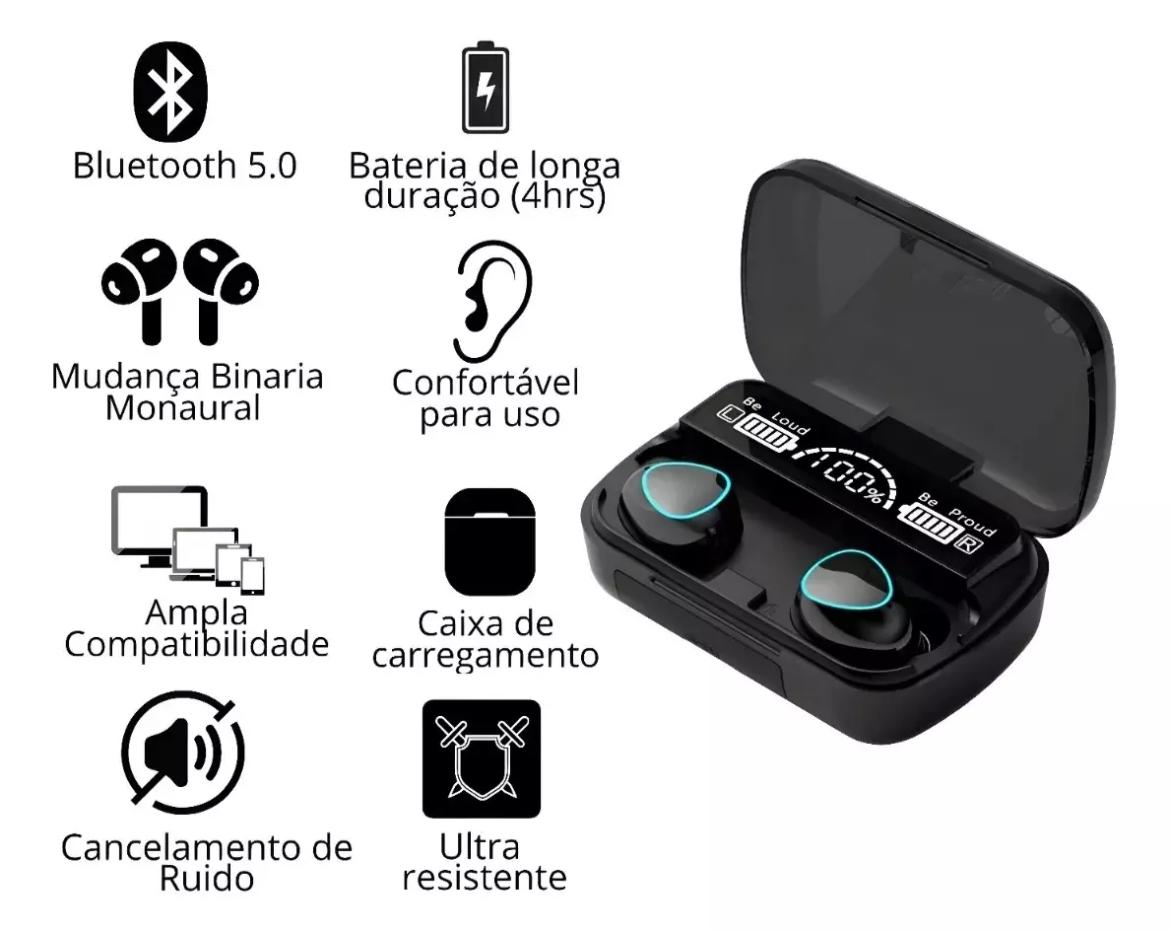 Bluetooth 5.0
Bateria de longa
duração (4hrs)
Mudança Binaria
Monaural
Confortável
para uso
Ampla
Compatibilidade
Caixa de
carregamento
Cancelamento de
Ruido
Ultra
resistente
Be Loud
L
100%
Be Proud
R